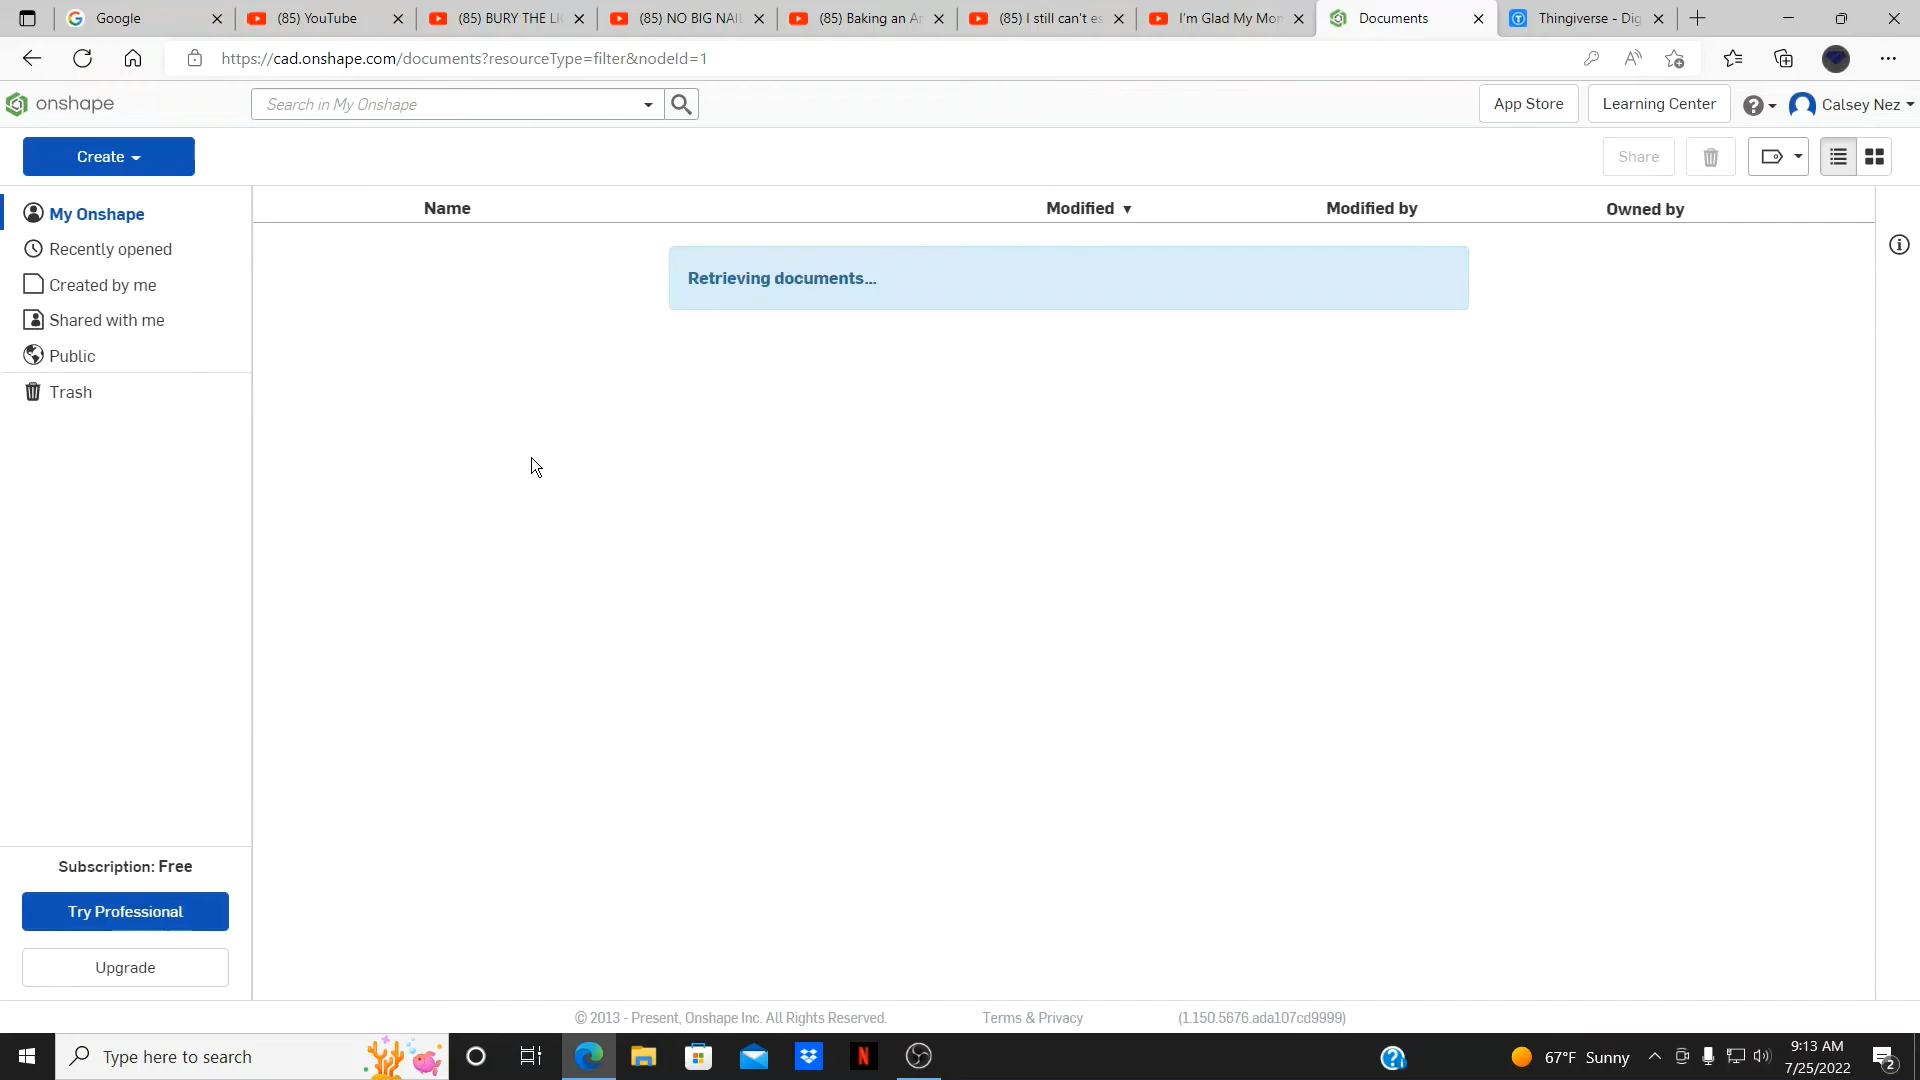 Google
(85) YouTube
(85) BURY THE LI
(85) NO BIG NAIL
(85) Baking an A
(85) I still can't es
I'm Glad My Mom
Documents
Thingiverse - Dig
https://cad.onshape.com/documents?resourceType=filter&nodeId=1
onshape
Search in My Onshape
App Store
Learning Center
Calsey Nez
Create
Share
My Onshape
Recently opened
Created by me
Shared with me
Public
Trash
Name
Modified
Modified by
Owned by
Retrieving documents...
Subscription: Free
Try Professional
Upgrade
© 2013 - Present, Onshape Inc. All Rights Reserved.
Terms & Privacy
(1.150.5676.ada107cd9999)
Type here to search
67°F Sunny
9:13 AM
7/25/2022
2